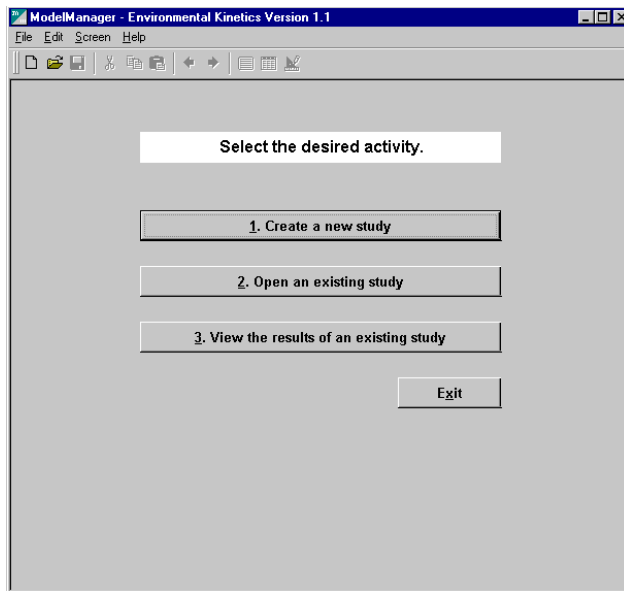 ModelManager - Environmental Kinetics Version 1.1
File Edit Screen Help
Select the desired activity.
1. Create a new study
2. Open an existing study
3. View the results of an existing study
Exit